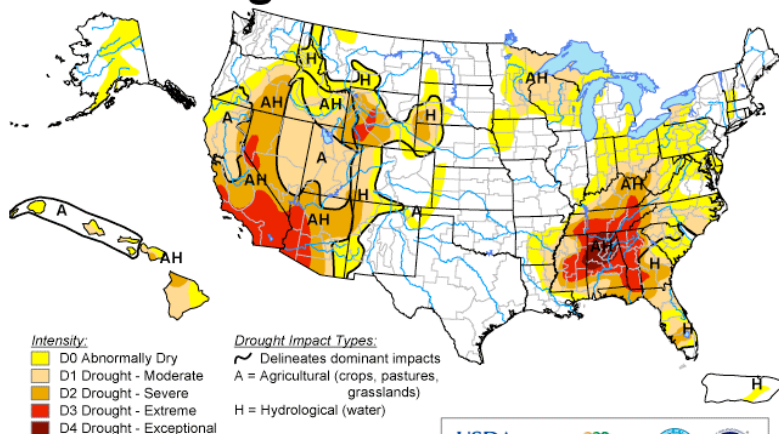 H
AH
H
AH
AH
H
A
A
AH
H
AH
A
AH
AH
H
A
AH
H
H
Intensity:
D0 Abnormally Dry
D1 Drought - Moderate
D2 Drought - Severe
D3 Drought - Extreme
D4 Drought - Exceptional
Drought Impact Types:
Delineates dominant impacts
A = Agricultural (crops, pastures,
grasslands)
H = Hydrological (water)
USDA